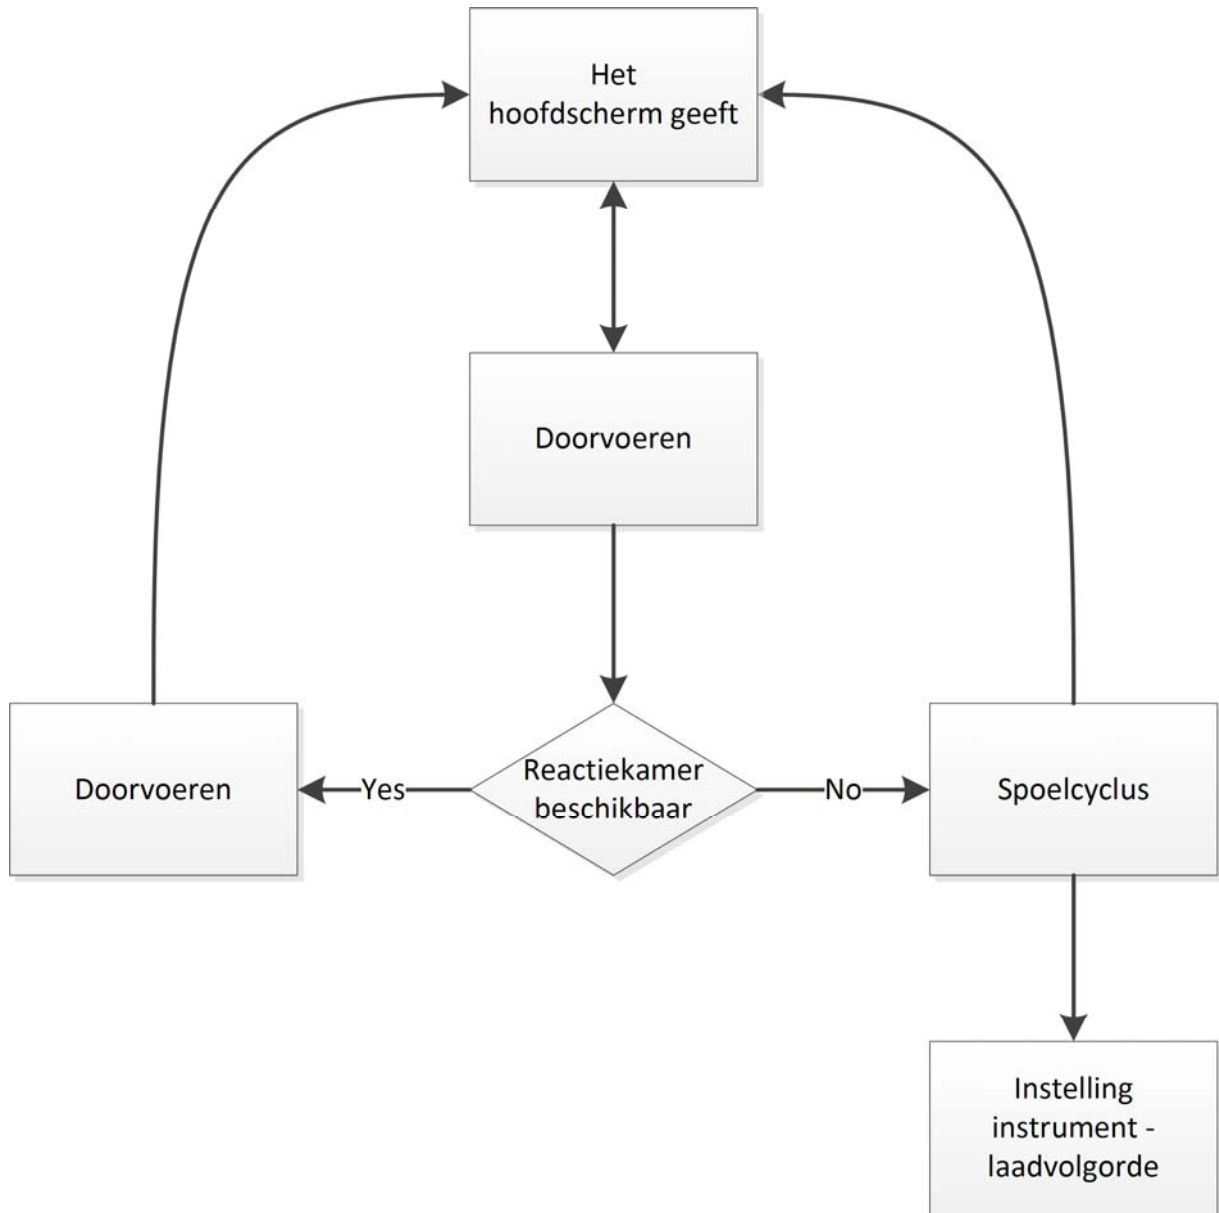 Het
hoofdscherm geeft
Doorvoeren
Doorvoeren
Yes
Reactiekamer
beschikbaar
No
Spoelcyclus
Instelling
instrument -
laadvolgorde